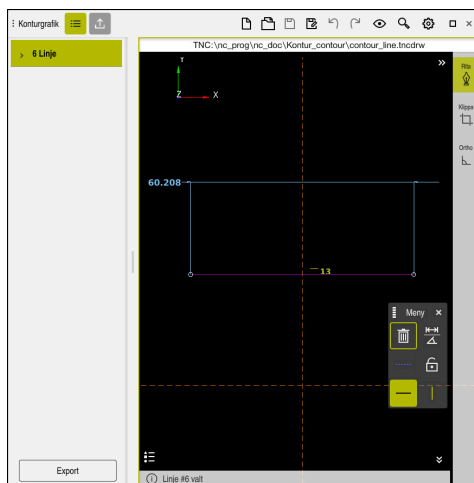 Konturgrafik
TNC:\nc_prog\nc_doc\Kontur_contour\contour_line.tncdrw
6 Linje
Y
Z
X
Rita
Klippa
Ortho
60.208
13
Meny
Export
Linje #6 valt